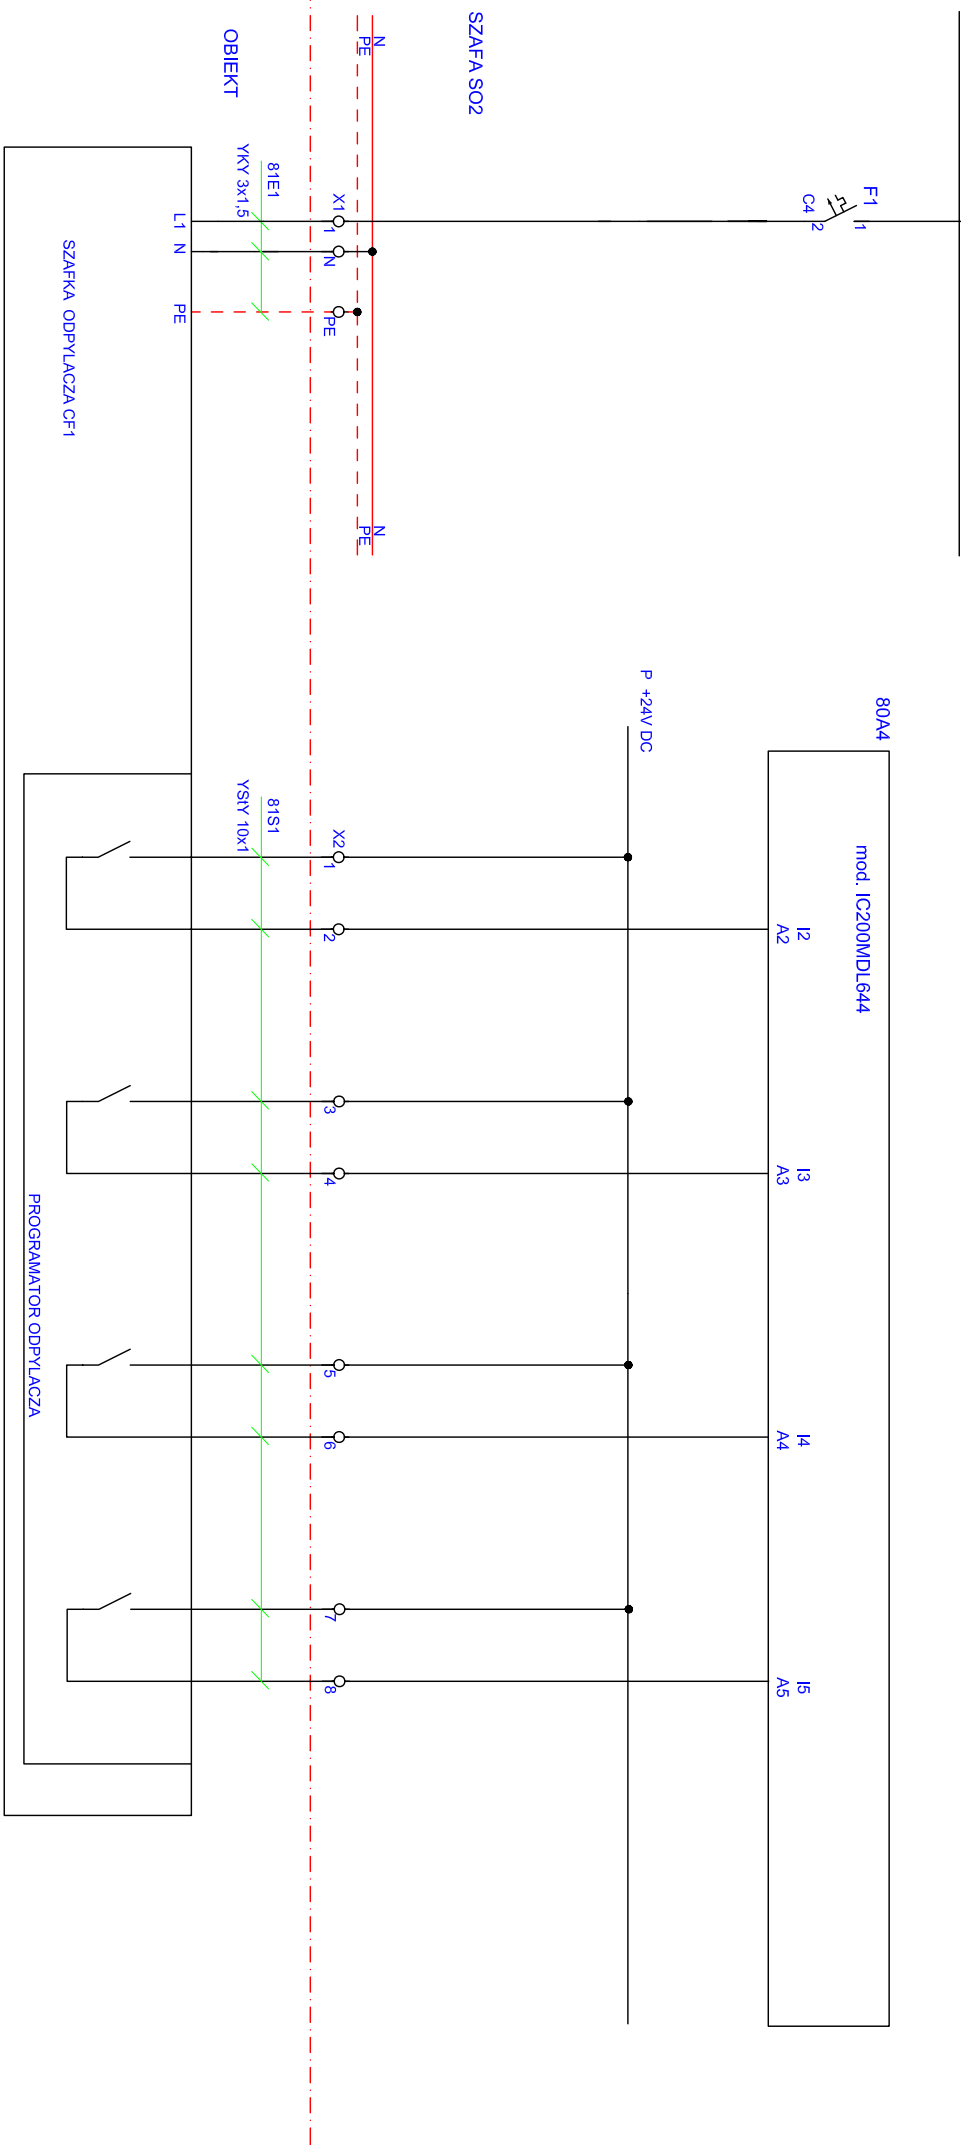 F1
1
2
C4
SZAFA SO2
N
PE
N
PE
X1
1
N
PE
OBIEKT
81E1
YKY 3x1,5
L1
N
PE
SZAFKA ODPYLACZA CF1
80A4
mod. IC200MDL644
I2
A2
I3
A3
I4
A4
I5
A5
P +24V DC
X2
1
2
3
4
5
6
7
8
81S1
YStY 10x1
PROGRAMATOR ODPYLACZA